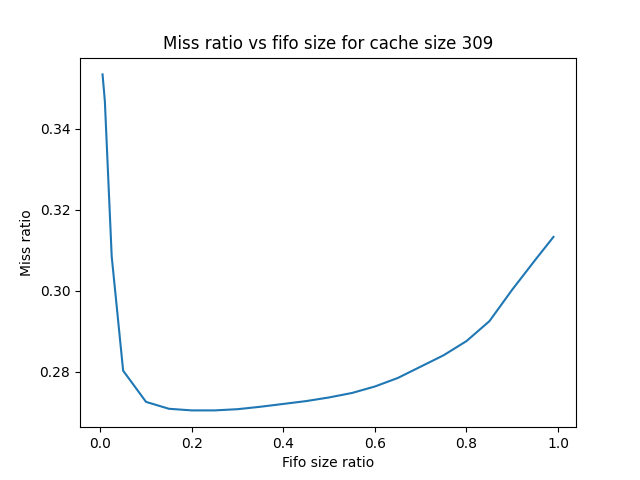 Miss ratio vs fifo size for cache size 309
Miss ratio
0.34
0.32
0.30
0.28
0.0 0.2 0.4 0.6 0.8 1.0
Fifo size ratio